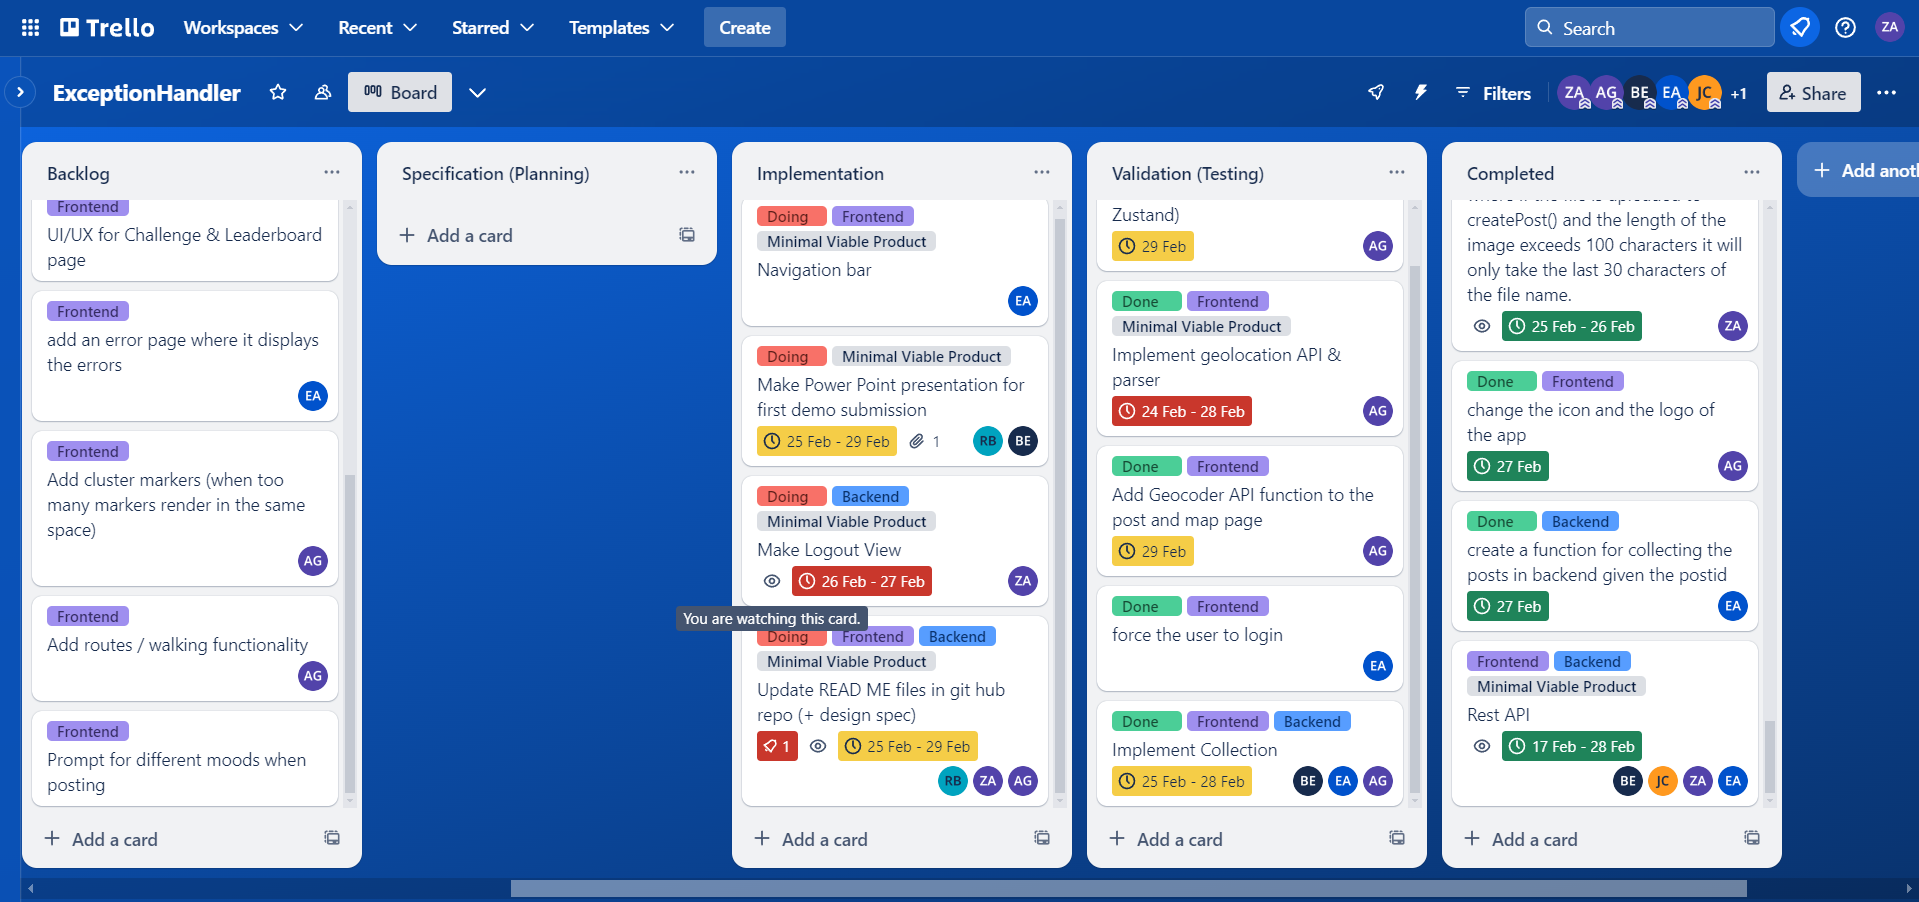 Trello
Workspaces
Recent
Starred
Templates
Create
Search
ZA
ExceptionHandler
Board
Filters
ZA
AG
BE
EA
JC
+1
Share
Backlog
Frontend
UI/UX for Challenge & Leaderboard
page
Frontend
add an error page where it displays
the errors
EA
Frontend
Add cluster markers (when too
many markers render in the same
space)
AG
Frontend
Add routes / walking functionality
AG
Frontend
Prompt for different moods when
posting
Add a card
Specification (Planning)
Add a card
Implementation
Doing Frontend
Minimal Viable Product
Navigation bar
EA
Doing Minimal Viable Product
Make Power Point presentation for
first demo submission
25 Feb - 29 Feb 1 RB BE
Doing Backend
Minimal Viable Product
Make Logout View
26 Feb - 27 Feb ZA
You are watching this card.
Doing Frontend Backend
Minimal Viable Product
Update READ ME files in git hub
repo (+ design spec)
1 25 Feb - 29 Feb
RB ZA AG
Add a card
Validation (Testing)
Zustand)
29 Feb AG
Done Frontend
Minimal Viable Product
Implement geolocation API &
parser
24 Feb - 28 Feb AG
Done Frontend
Add Geocoder API function to the
post and map page
29 Feb AG
Done Frontend
force the user to login
EA
Done Frontend Backend
Implement Collection
25 Feb - 28 Feb BE EA AG
Add a card
Completed
where if the file is uploaded to
createPost() and the length of the
image exceeds 100 characters it will
only take the last 30 characters of
the file name.
25 Feb - 26 Feb ZA
Done Frontend
change the icon and the logo of
the app
27 Feb AG
Done Backend
create a function for collecting the
posts in backend given the postid
27 Feb EA
Frontend Backend
Minimal Viable Product
Rest API
17 Feb - 28 Feb
BE JC ZA EA
Add a card
Add anot